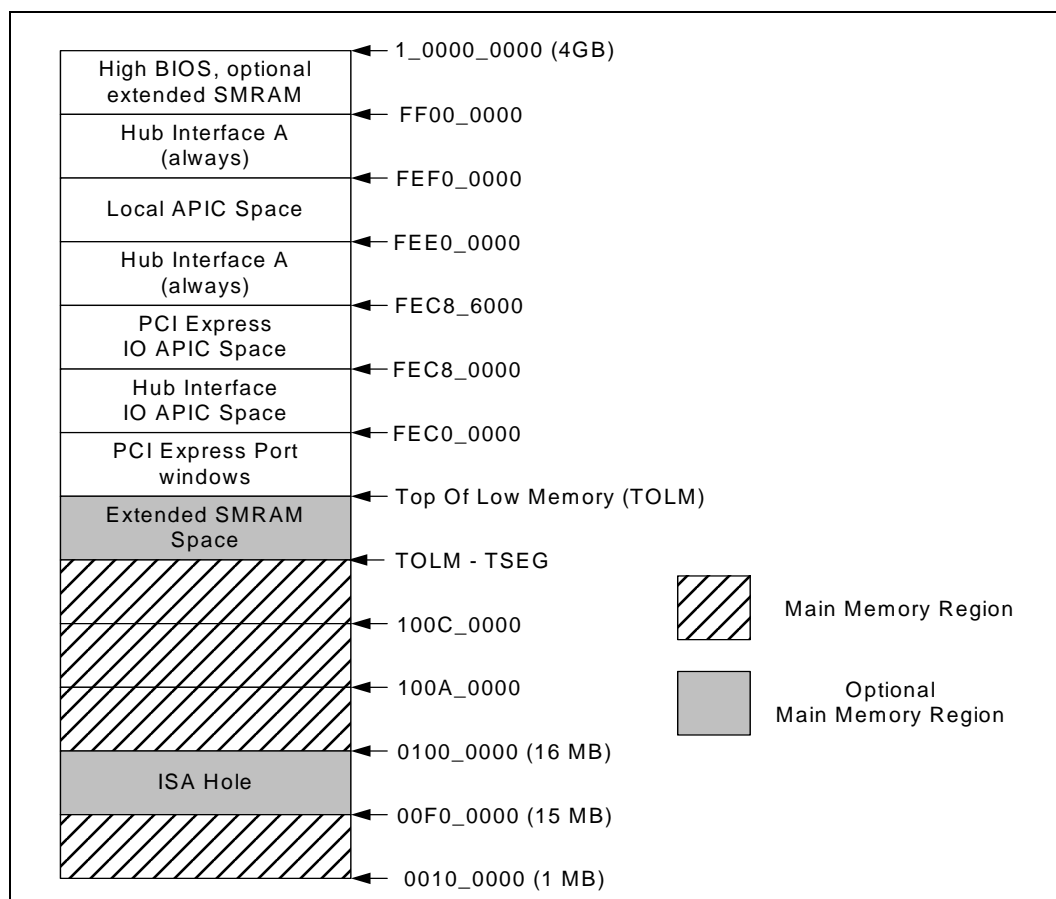 1_0000_0000 (4GB)
High BIOS, optional
extended SMRAM
FF00_0000
Hub Interface A
(always)
FEF0_0000
Local APIC Space
FEE0_0000
Hub Interface A
(always)
FEC8_6000
PCI Express
IO APIC Space
FEC8_0000
Hub Interface
IO APIC Space
FEC0_0000
PCI Express Port
windows
Top Of Low Memory (TOLM)
Extended SMRAM
Space
TOLM - TSEG
100C_0000
100A_0000
0100_0000 (16 MB)
ISA Hole
00F0_0000 (15 MB)
0010_0000 (1 MB)
Main Memory Region
Optional
Main Memory Region